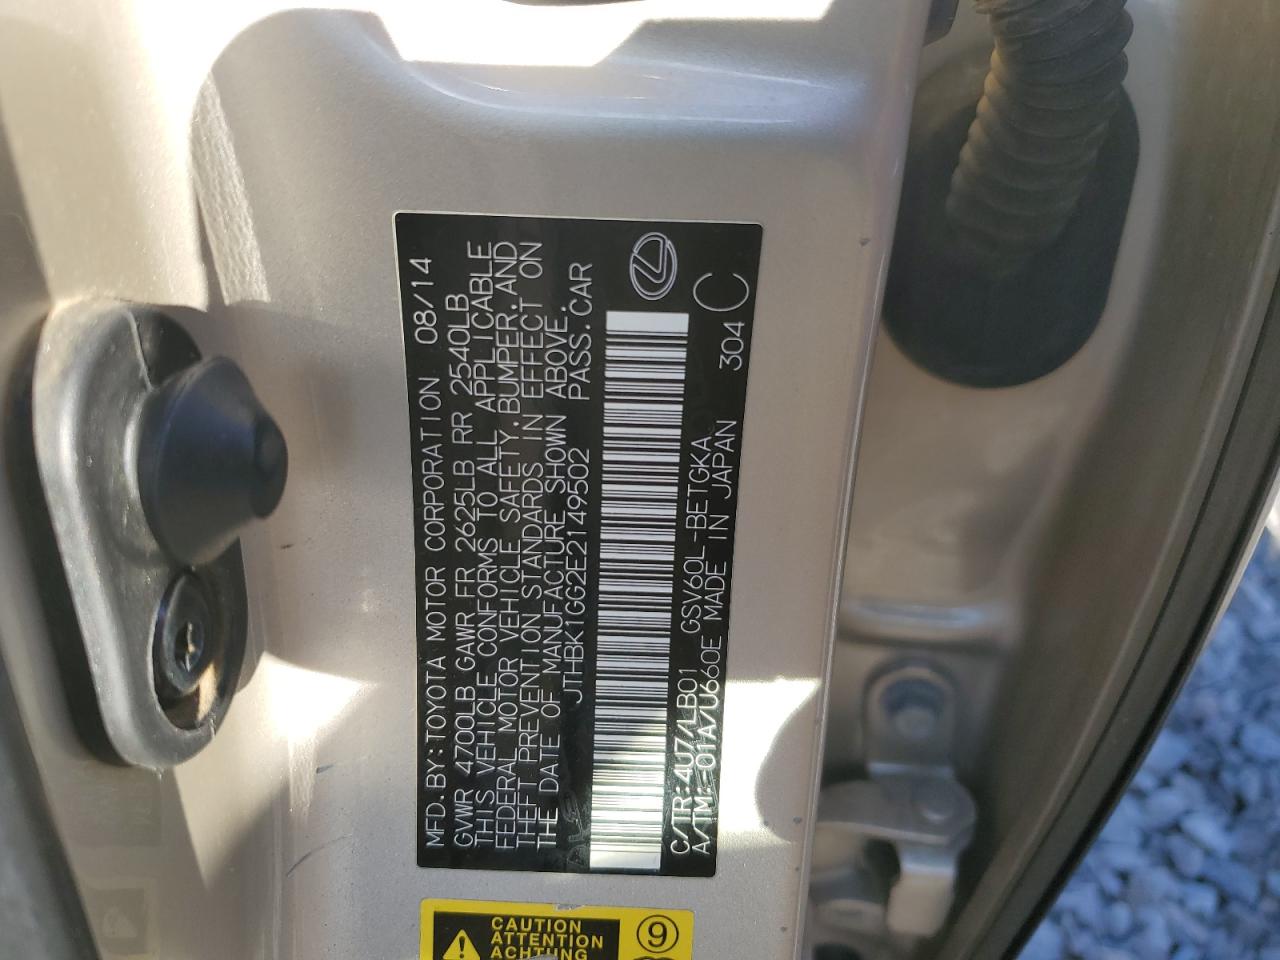 MFD. BY: TOYOTA MOTOR CORPORATION 08/14
GVWR 4700LB GAWR FR 2625LB RR 2540LB
THIS VEHICLE CONFORMS TO ALL APPLICABLE
FEDERAL MOTOR VEHICLE SAFETY, BUMPER, AND
THEFT PREVENTION STANDARDS IN EFFECT ON
THE DATE OF MANUFACTURE SHOWN ABOVE.
JTHBK1GG2E2149502 PASS. CAR
C/TR: 4U7/LB01 GSV60L-BETGKA
A/TM: -01A/U660E MADE IN JAPAN 304 C
CAUTION
ATTENTION
ACHTUNG
9